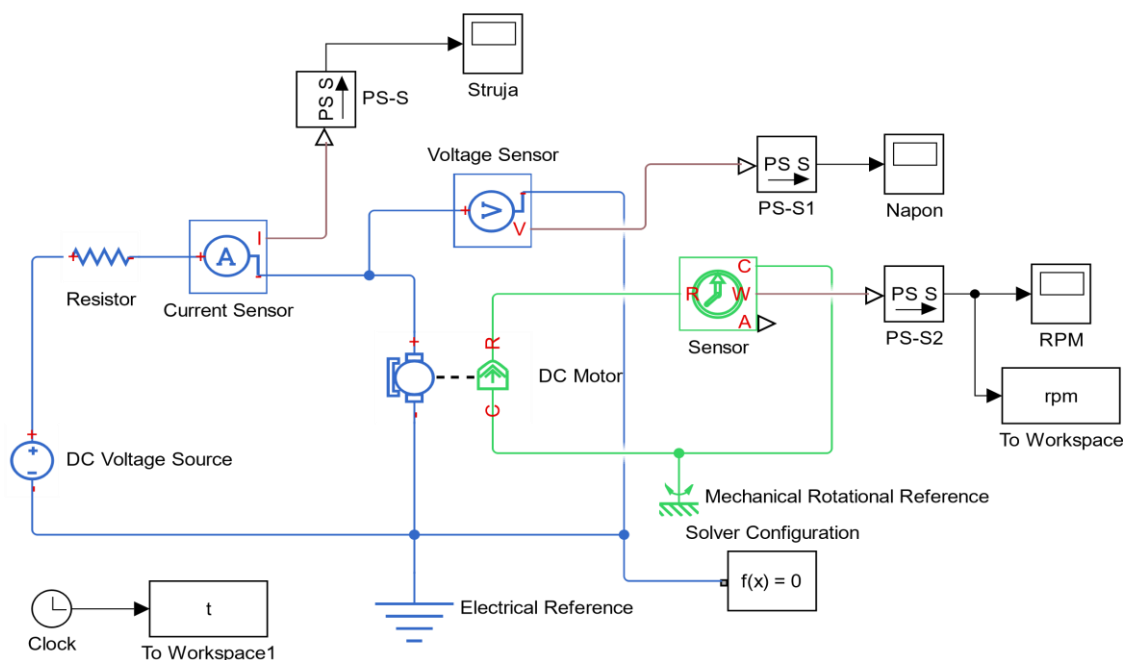 PS S
PS-S
Struja
Voltage Sensor
+
-
V
V
PS S
PS-S1
Napon
Resistor
+
-
A
+
I
-
Current Sensor
R
C
W
A
Sensor
PS S
PS-S2
RPM
rpm
To Workspace
+
-
R
C
DC Motor
+
+
-
-
DC Voltage Source
Mechanical Rotational Reference
Solver Configuration
f(x) = 0
Electrical Reference
Clock
t
To Workspace1